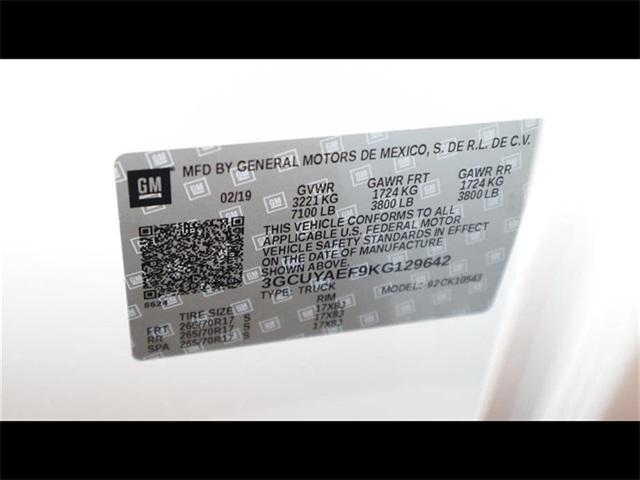 MFD BY GENERAL MOTORS DE MEXICO, S. DE R.L. DE C.V.
GM
02/19 GVWR GAWR FRT GAWR RR
3221 KG 1724 KG 1724 KG
7100 LB 3800 LB 3800 LB
THIS VEHICLE CONFORMS TO ALL
APPLICABLE U.S. FEDERAL MOTOR
VEHICLE SAFETY STANDARDS IN EFFECT
ON THE DATE OF MANUFACTURE
SHOWN ABOVE.
3GCUYAEF9KG129642
TYPE: TRUCK MODEL: 92CK10543
8624
TIRE SIZE RIM
FRT 265/70R17 S 17X8J
RR 265/70R17 S 17X8J
SPA 265/70R17 S 17X8J